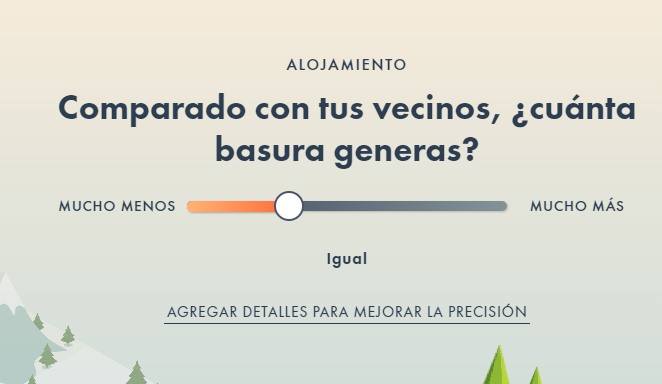 ALOJAMIENTO
Comparado con tus vecinos, ¿cuánta
basura generas?
MUCHO MENOS
MUCHO MÁS
Igual
AGREGAR DETALLES PARA MEJORAR LA PRECISIÓN